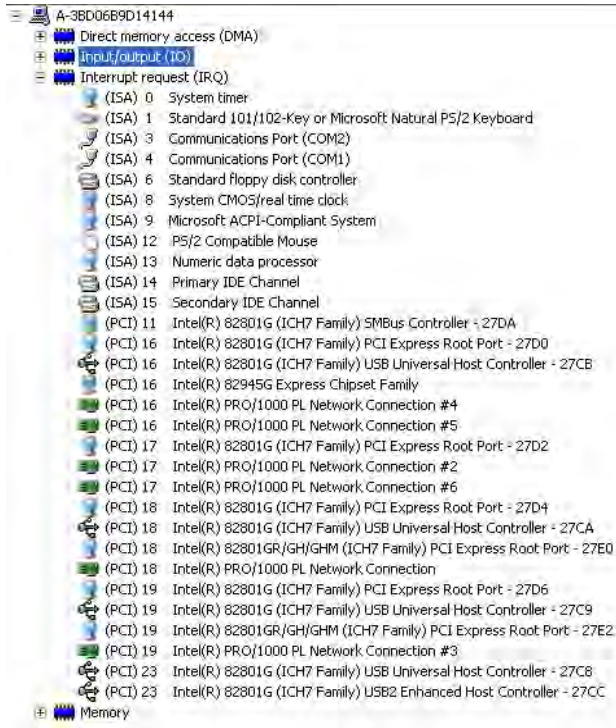 A-3BD06B9D14144
Direct memory access (DMA)
Input/output (IO)
Interrupt request (IRQ)
(ISA) 0 System timer
(ISA) 1 Standard 101/102-Key or Microsoft Natural PS/2 Keyboard
(ISA) 3 Communications Port (COM2)
(ISA) 4 Communications Port (COM1)
(ISA) 6 Standard floppy disk controller
(ISA) 8 System CMOS/real time clock
(ISA) 9 Microsoft ACPI-Compliant System
(ISA) 12 PS/2 Compatible Mouse
(ISA) 13 Numeric data processor
(ISA) 14 Primary IDE Channel
(ISA) 15 Secondary IDE Channel
(PCI) 11 Intel(R) 82801G (ICH7 Family) SMBus Controller - 27DA
(PCI) 16 Intel(R) 82801G (ICH7 Family) PCI Express Root Port - 27D0
(PCI) 16 Intel(R) 82801G (ICH7 Family) USB Universal Host Controller - 27CB
(PCI) 16 Intel(R) 82945G Express Chipset Family
(PCI) 16 Intel(R) PRO/1000 PL Network Connection #4
(PCI) 16 Intel(R) PRO/1000 PL Network Connection #5
(PCI) 17 Intel(R) 82801G (ICH7 Family) PCI Express Root Port - 27D2
(PCI) 17 Intel(R) PRO/1000 PL Network Connection #2
(PCI) 17 Intel(R) PRO/1000 PL Network Connection #6
(PCI) 18 Intel(R) 82801G (ICH7 Family) PCI Express Root Port - 27D4
(PCI) 18 Intel(R) 82801G (ICH7 Family) USB Universal Host Controller - 27CA
(PCI) 18 Intel(R) 82801GR/GH/GHM (ICH7 Family) PCI Express Root Port - 27E0
(PCI) 18 Intel(R) PRO/1000 PL Network Connection
(PCI) 19 Intel(R) 82801G (ICH7 Family) PCI Express Root Port - 27D6
(PCI) 19 Intel(R) 82801G (ICH7 Family) USB Universal Host Controller - 27C9
(PCI) 19 Intel(R) 82801GR/GH/GHM (ICH7 Family) PCI Express Root Port - 27E2
(PCI) 19 Intel(R) PRO/1000 PL Network Connection #3
(PCI) 23 Intel(R) 82801G (ICH7 Family) USB Universal Host Controller - 27C8
(PCI) 23 Intel(R) 82801G (ICH7 Family) USB2 Enhanced Host Controller - 27CC
Memory